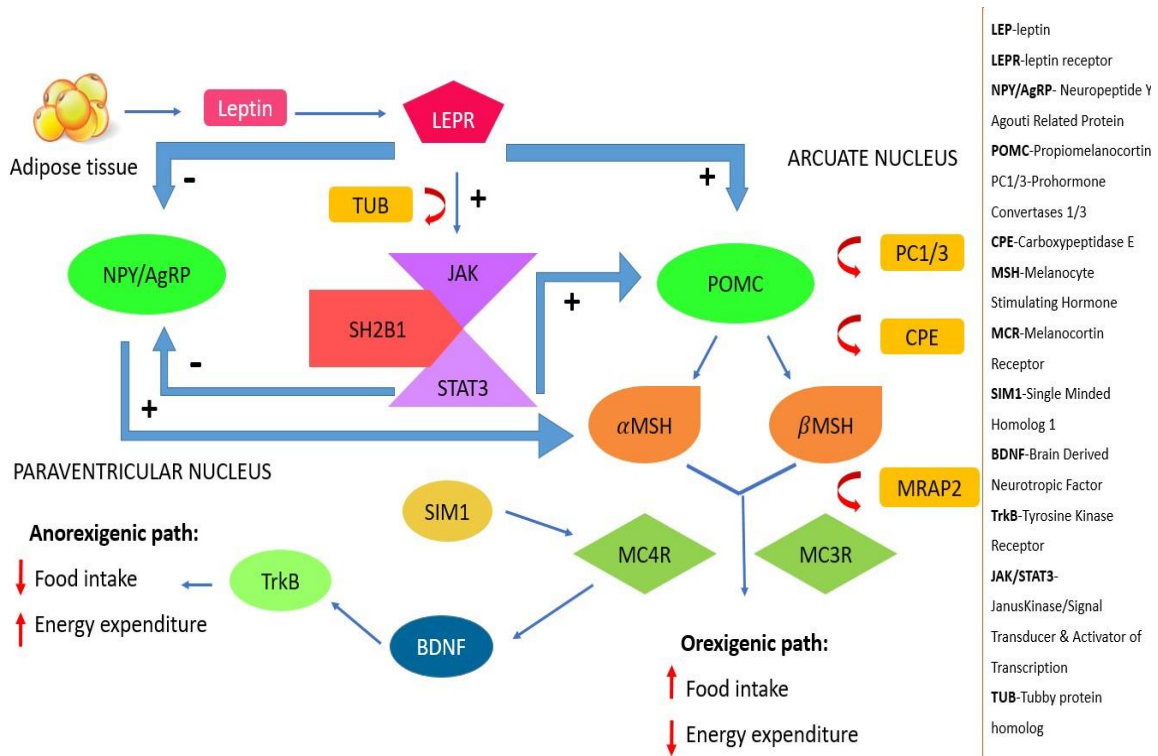 Adipose tissue
Leptin
LEPR
ARCUATE NUCLEUS
-
+
+
TUB
NPY/AgRP
JAK
SH2B1
STAT3
+
-
+
POMC
PC1/3
CPE
αMSH
βMSH
MRAP2
PARAVENTRICULAR NUCLEUS
SIM1
MC4R
MC3R
Anorexigenic path:
Food intake
Energy expenditure
TrkB
BDNF
Orexigenic path:
Food intake
Energy expenditure
LEP-leptin
LEPR-leptin receptor
NPY/AgRP- Neuropeptide Y
Agouti Related Protein
POMC-Propiomelanocortin
PC1/3-Prohormone
Convertases 1/3
CPE-Carboxypeptidase E
MSH-Melanocyte
Stimulating Hormone
MCR-Melanocortin
Receptor
SIM1-Single Minded
Homolog 1
BDNF-Brain Derived
Neurotropic Factor
TrkB-Tyrosine Kinase
Receptor
JAK/STAT3-
JanusKinase/Signal
Transducer & Activator of
Transcription
TUB-Tubby protein
homolog